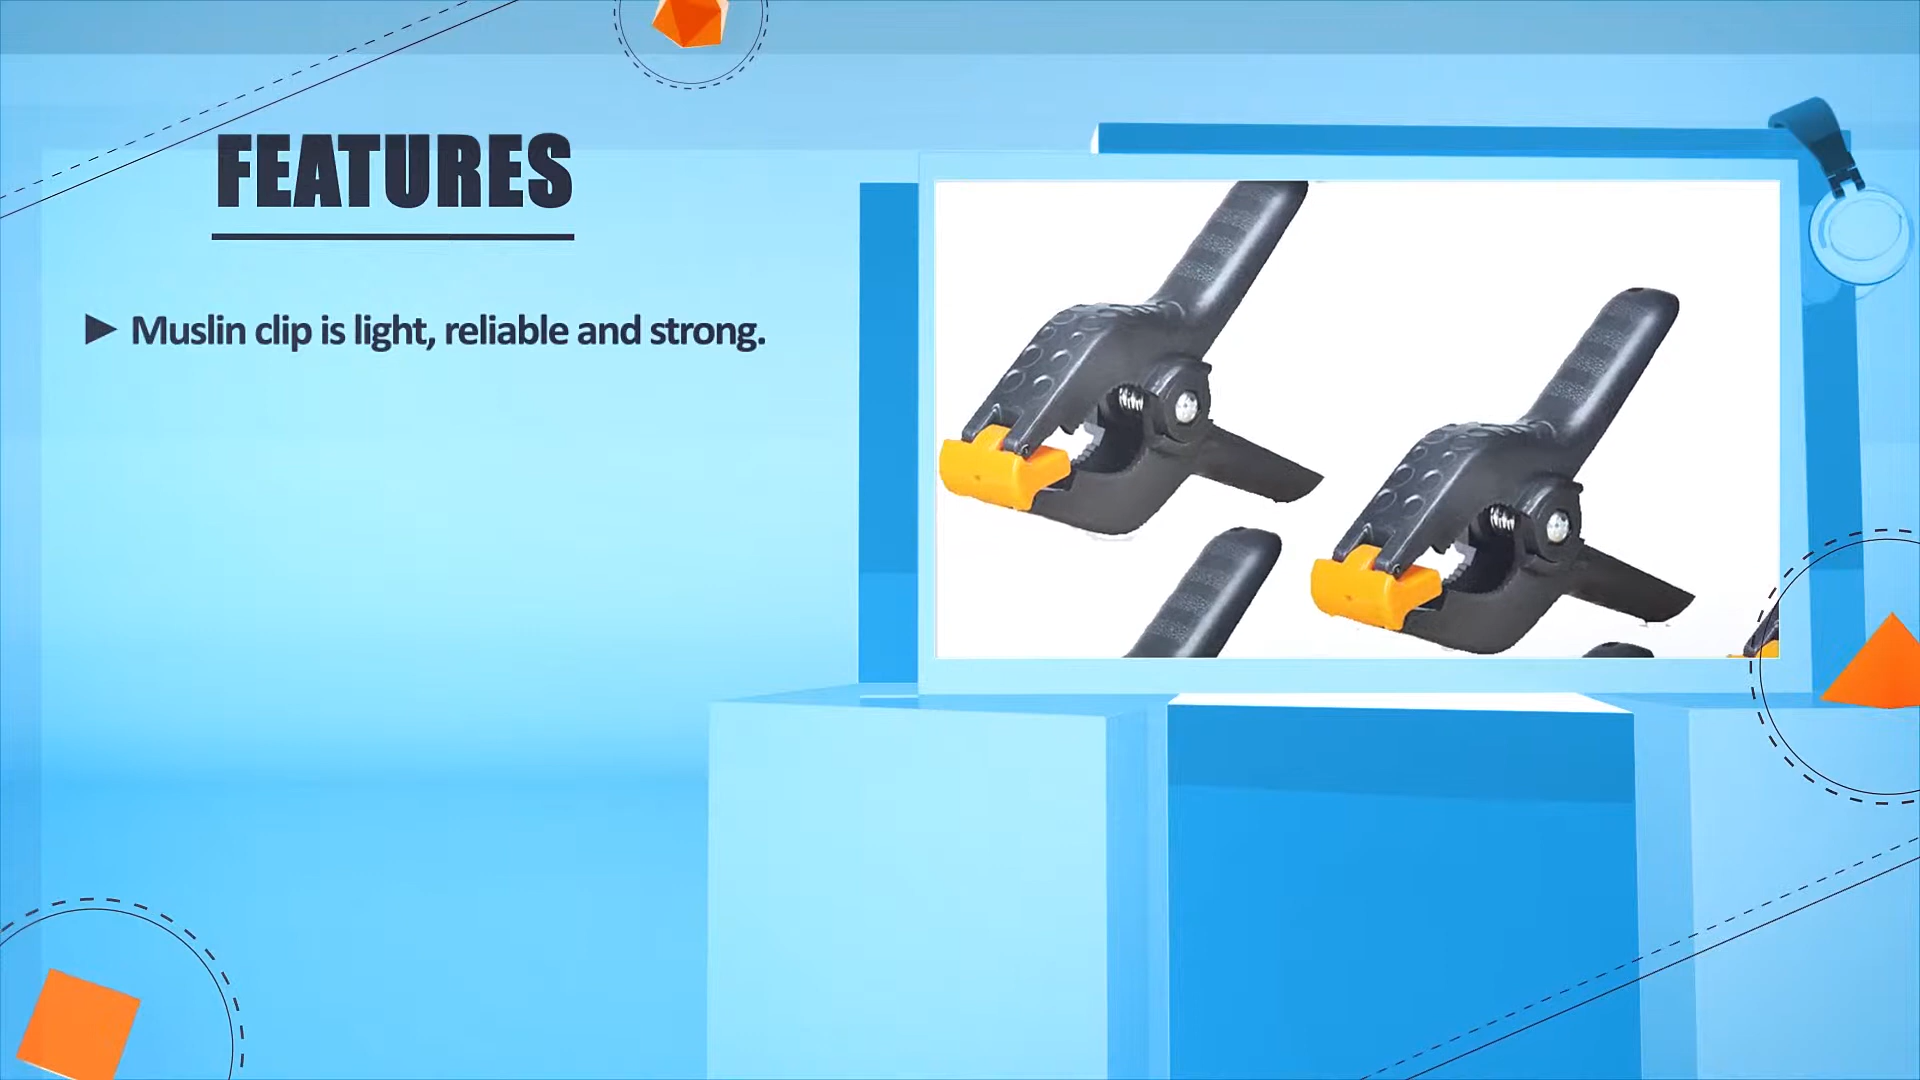 FEATURES
► Muslin clip is light, reliable and strong.